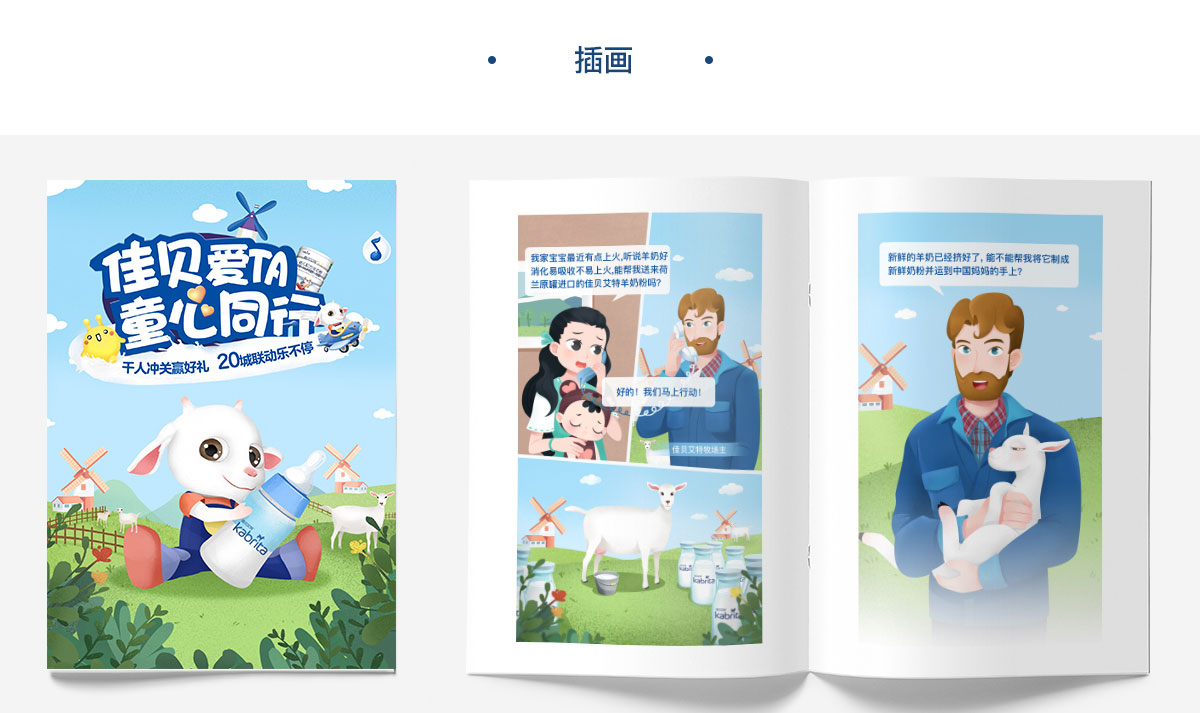 插画
佳贝爱TA
童心同行
千人冲关赢好礼 20城联动乐不停
kabrita
我家宝宝最近有点上火,听说羊奶好
消化易吸收不易上火,能帮我送来荷
兰原罐进口的佳贝艾特羊奶粉吗?
好的！我们马上行动！
佳贝艾特牧场主
kabrita
kabrita
新鲜的羊奶已经挤好了, 能不能帮我将它制成
新鲜奶粉并运到中国妈妈的手上?